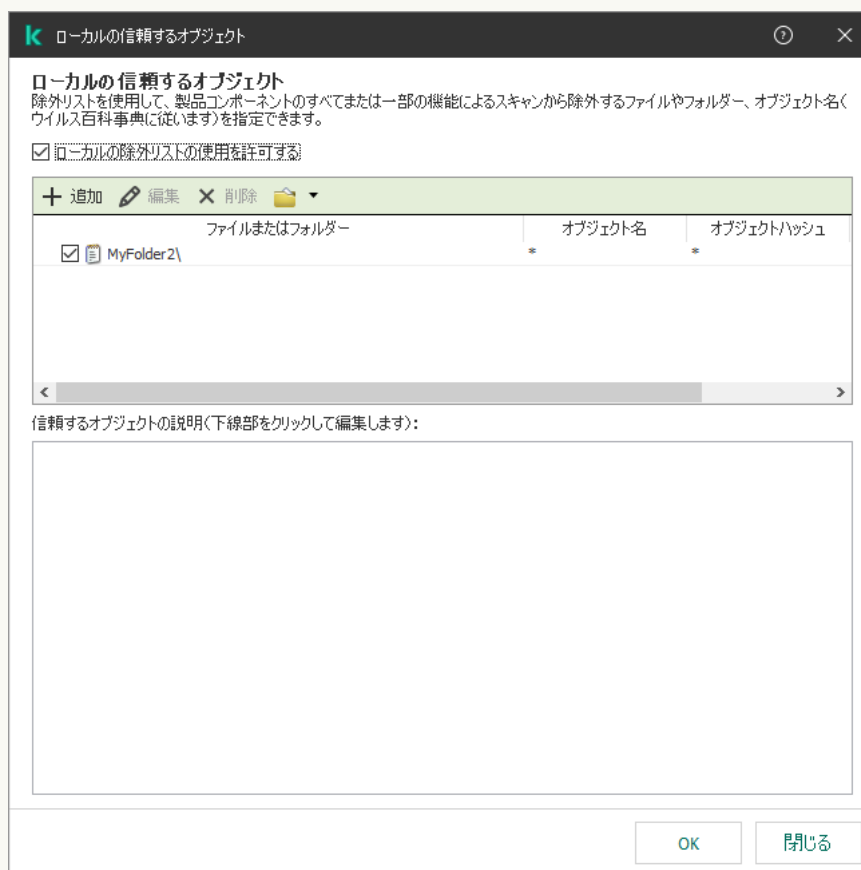 ローカルの信頼するオブジェクト
ローカルの信頼するオブジェクト
除外リストを使用して、製品コンポーネントのすべてまたは一部の機能によるスキャンから除外するファイルやフォルダー、オブジェクト名(
ウイルス百科事典に従います)を指定できます。
ローカルの除外リストの使用を許可する
追加 編集 削除
ファイルまたはフォルダー オブジェクト名 オブジェクトハッシュ
MyFolder2\ * *
信頼するオブジェクトの説明(下線部をクリックして編集します):
OK 閉じる